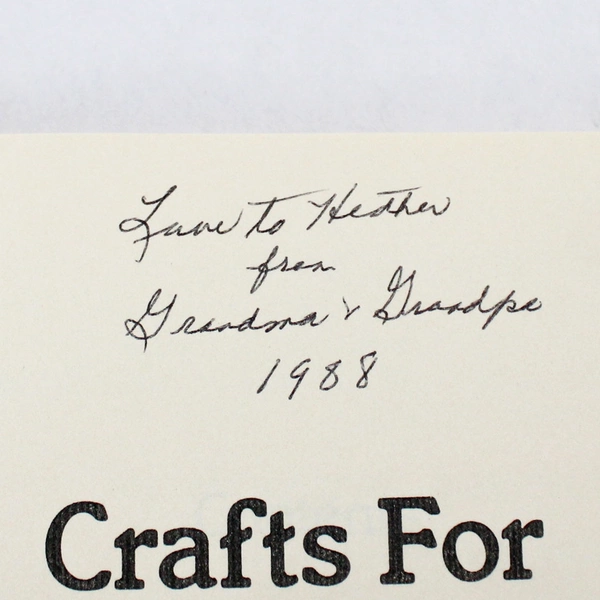 Love to Heather
from
Grandma & Grandpa
1988
Crafts For